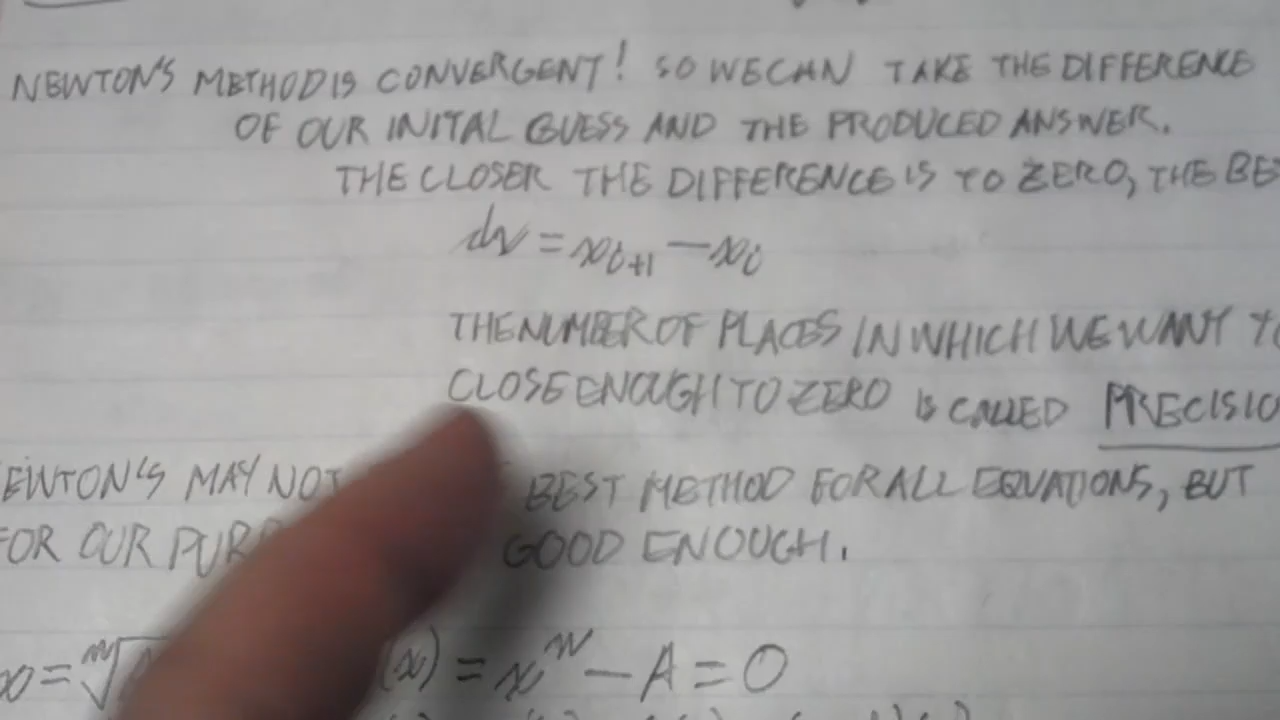 NEWTON'S METHOD IS CONVERGENT! SO WE CAN TAKE THE DIFFERENCE
OF OUR INITAL GUESS AND THE PRODUCED ANSWER.
THE CLOSER THE DIFFERENCE IS TO ZERO, THE BE
= x_{i+1} - x_i
THE NUMBER OF PLACES IN WHICH WE WANT
CLOSE ENOUGH TO ZERO IS CALLED PRECISIO
EWTON'S MAY NOT BEST METHOD FOR ALL EQUATIONS, BUT
FOR OUR PUR GOOD ENOUGH.
(x) = x^n - A = 0